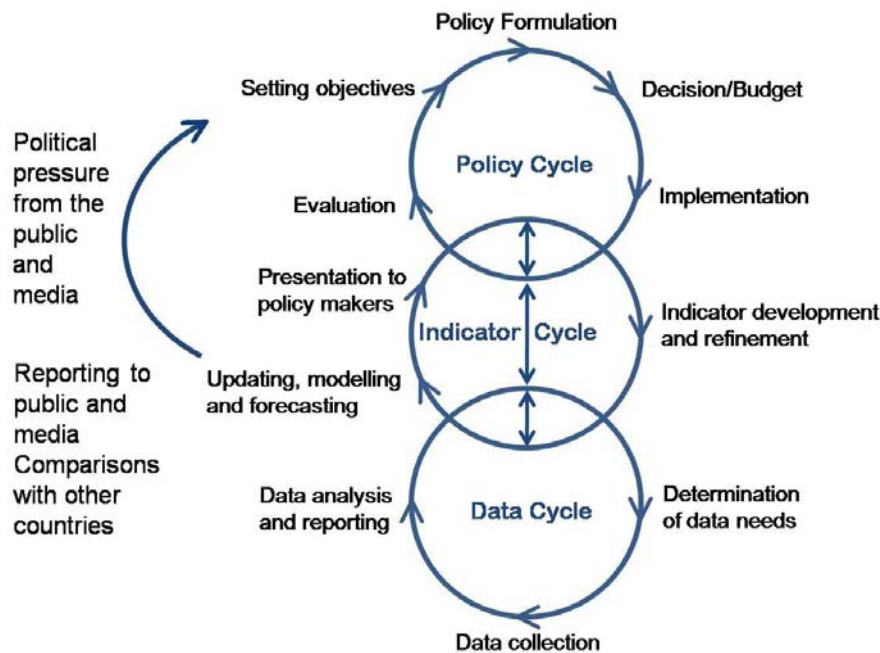 Policy Formulation
Setting objectives
Decision/Budget
Political
pressure
from the
public
and
media
Policy Cycle
Evaluation
Implementation
Presentation to
policy makers
Indicator Cycle
Indicator development
and refinement
Reporting to
public and
media
Comparisons
with other
countries
Updating, modelling
and forecasting
Data analysis
and reporting
Data Cycle
Determination
of data needs
Data collection